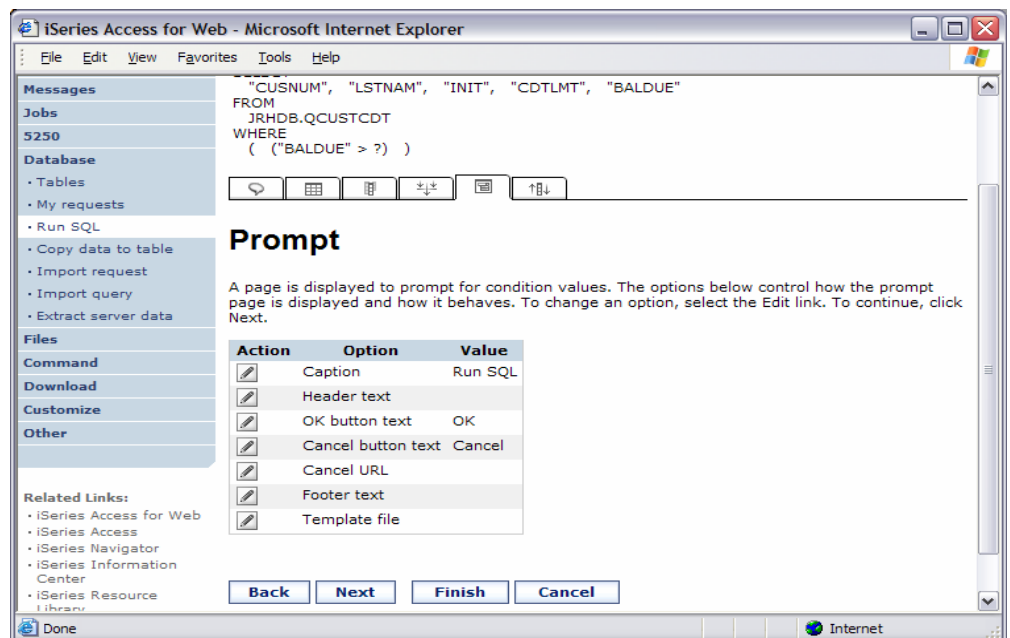 iSeries Access for Web - Microsoft Internet Explorer
File Edit View Favorites Tools Help
Messages
Jobs
5250
Database
• Tables
• My requests
• Run SQL
• Copy data to table
• Import request
• Import query
• Extract server data
Files
Command
Download
Customize
Other
Related Links:
• iSeries Access for Web
• iSeries Access
• iSeries Navigator
• iSeries Information
Center
• iSeries Resource
Library
"CUSNUM", "LSTNAM", "INIT", "CDTLMT", "BALDUE"
FROM
JRHDB.QCUSTCDT
WHERE
( ("BALDUE" > ?) )
Prompt
A page is displayed to prompt for condition values. The options below control how the prompt
page is displayed and how it behaves. To change an option, select the Edit link. To continue, click
Next.
Action Option Value
Caption Run SQL
Header text
OK button text OK
Cancel button text Cancel
Cancel URL
Footer text
Template file
Back Next Finish Cancel
Done Internet